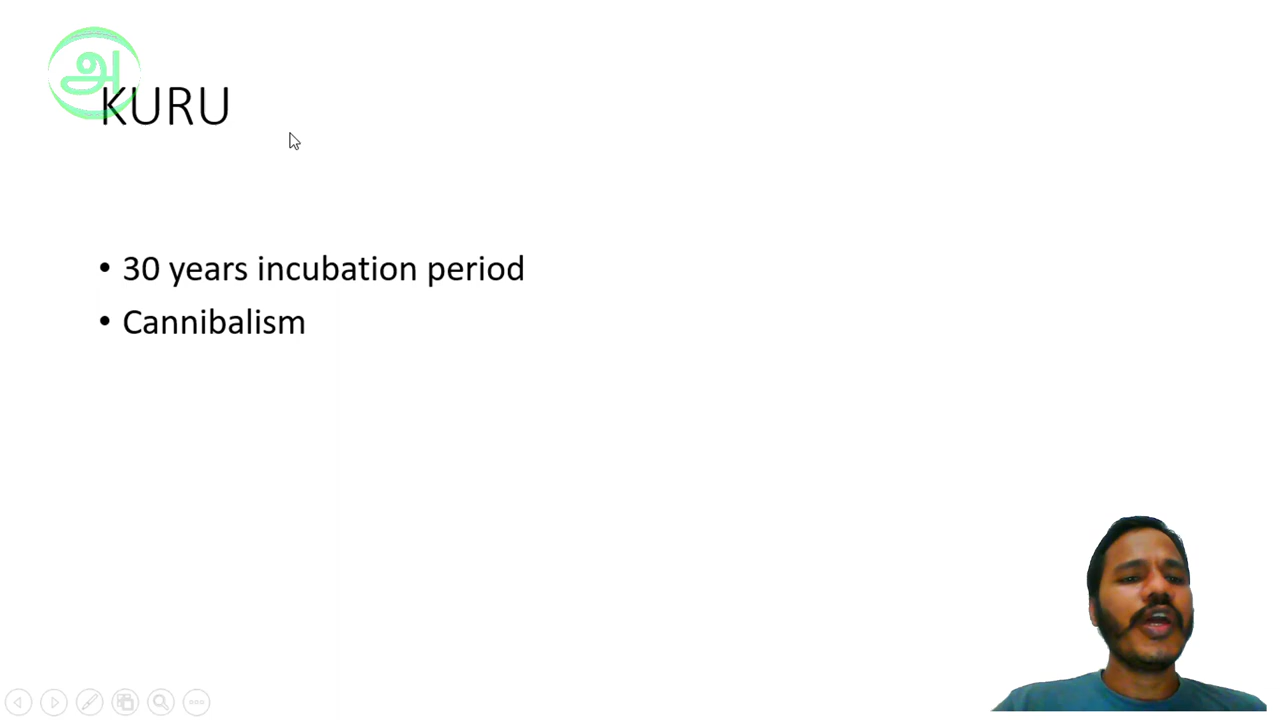 அ
KURU
• 30 years incubation period
• Cannibalism